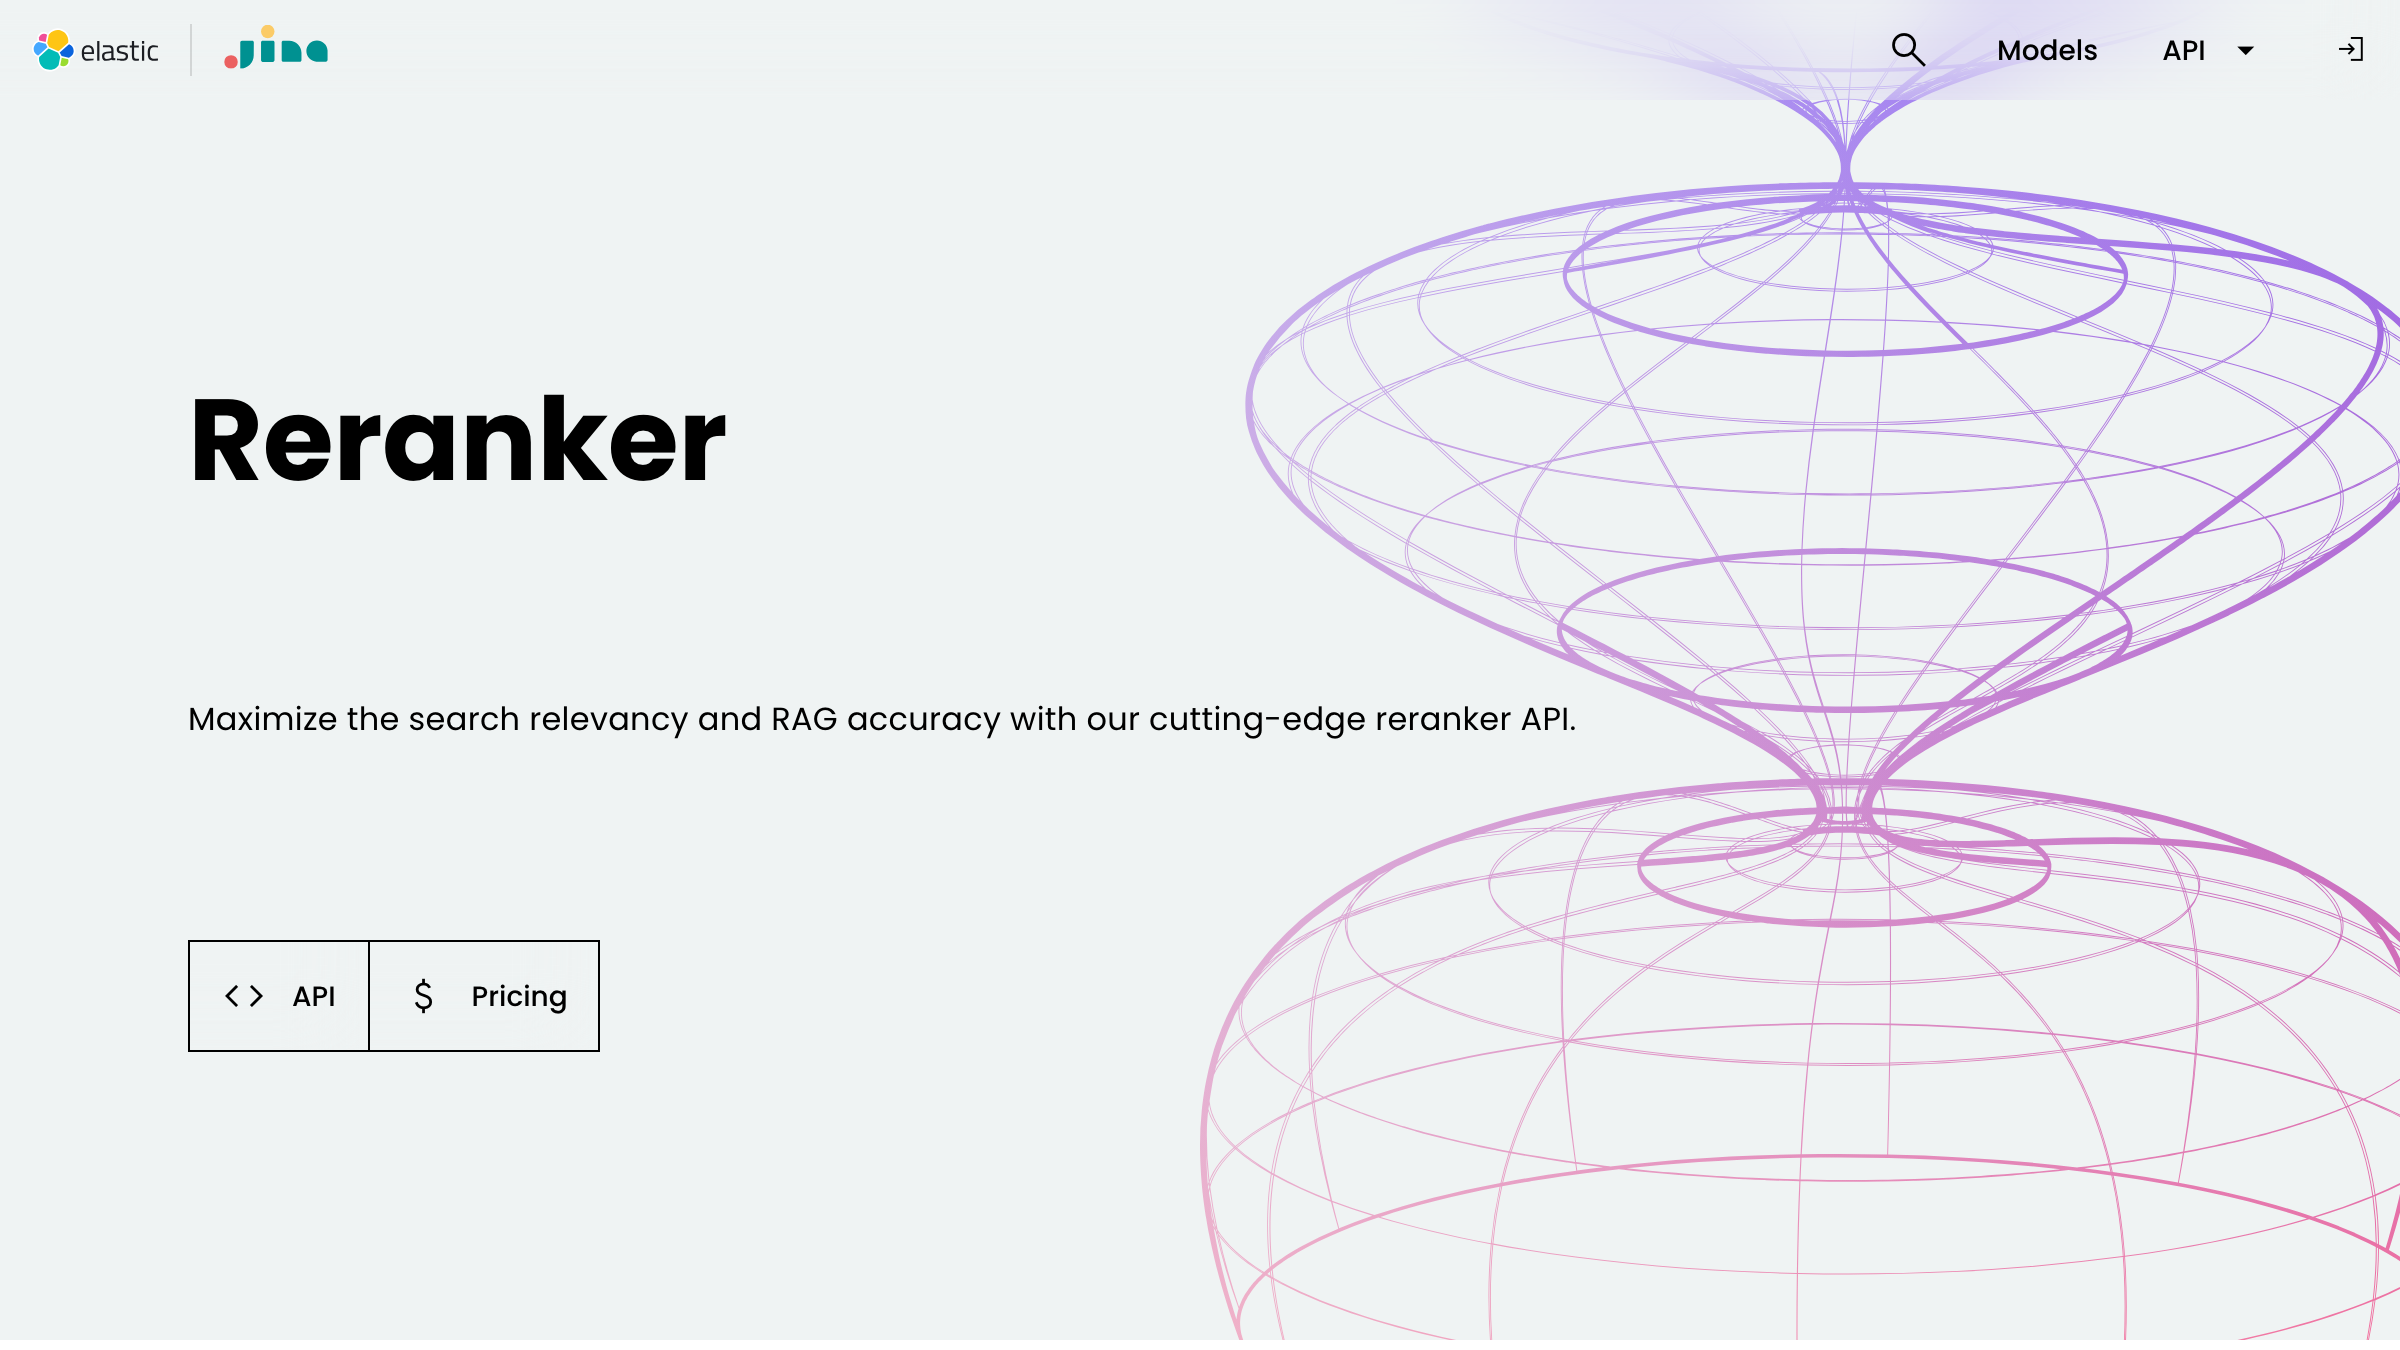 elastic
Jina
Models
API
Reranker
Maximize the search relevancy and RAG accuracy with our cutting-edge reranker API.
API
$ Pricing